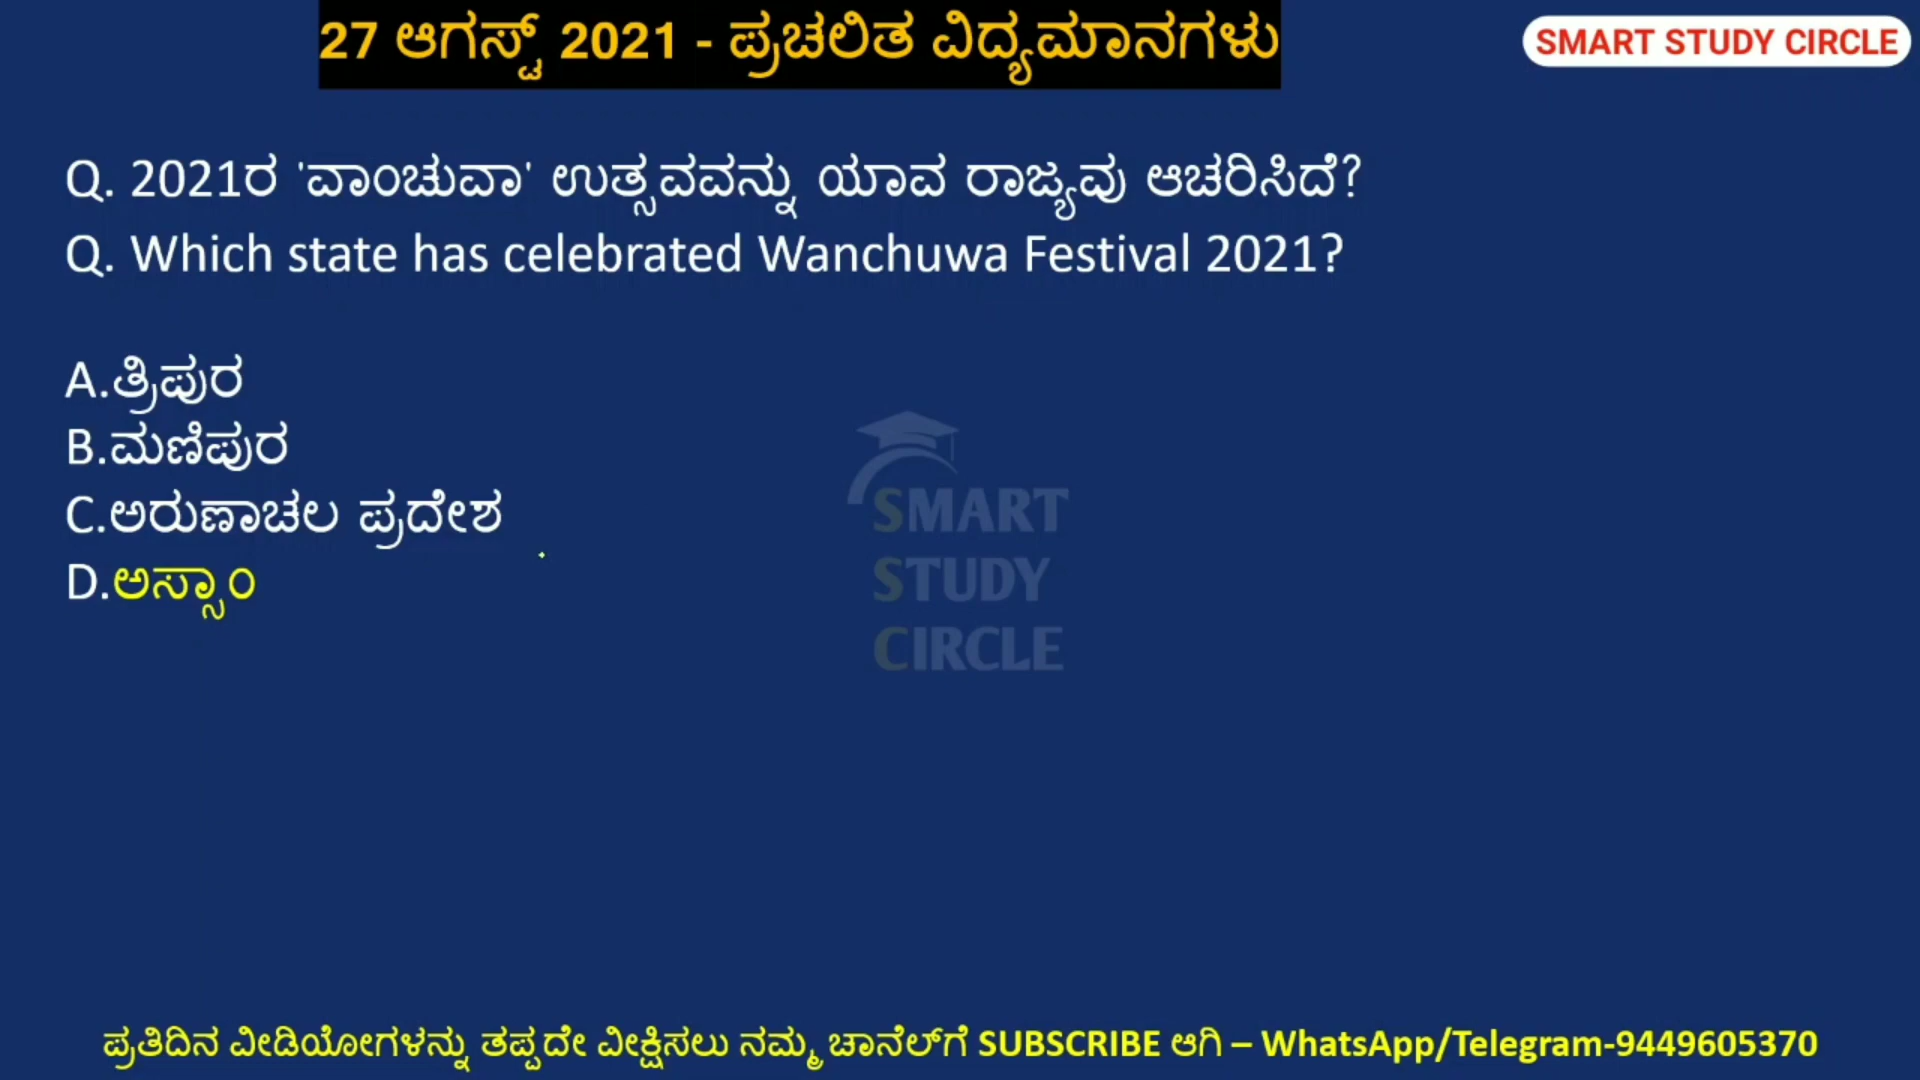 27 ಆಗಸ್ಟ್ 2021 - ಪ್ರಚಲಿತ ವಿದ್ಯಮಾನಗಳು
SMART STUDY CIRCLE
Q. 2021ರ 'ವಾಂಚುವಾ' ಉತ್ಸವವನ್ನು ಯಾವ ರಾಜ್ಯವು ಆಚರಿಸಿದೆ?
Q. Which state has celebrated Wanchuwa Festival 2021?
A.ತ್ರಿಪುರ
B.ಮಣಿಪುರ
C.ಅರುಣಾಚಲ ಪ್ರದೇಶ
D.ಅಸ್ಸಾಂ
SMART
STUDY
CIRCLE
ಪ್ರತಿದಿನ ವೀಡಿಯೋಗಳನ್ನು ತಪ್ಪದೇ ವೀಕ್ಷಿಸಲು ನಮ್ಮ ಚಾನೆಲ್‌ಗೆ SUBSCRIBE ಆಗಿ – WhatsApp/Telegram-9449605370